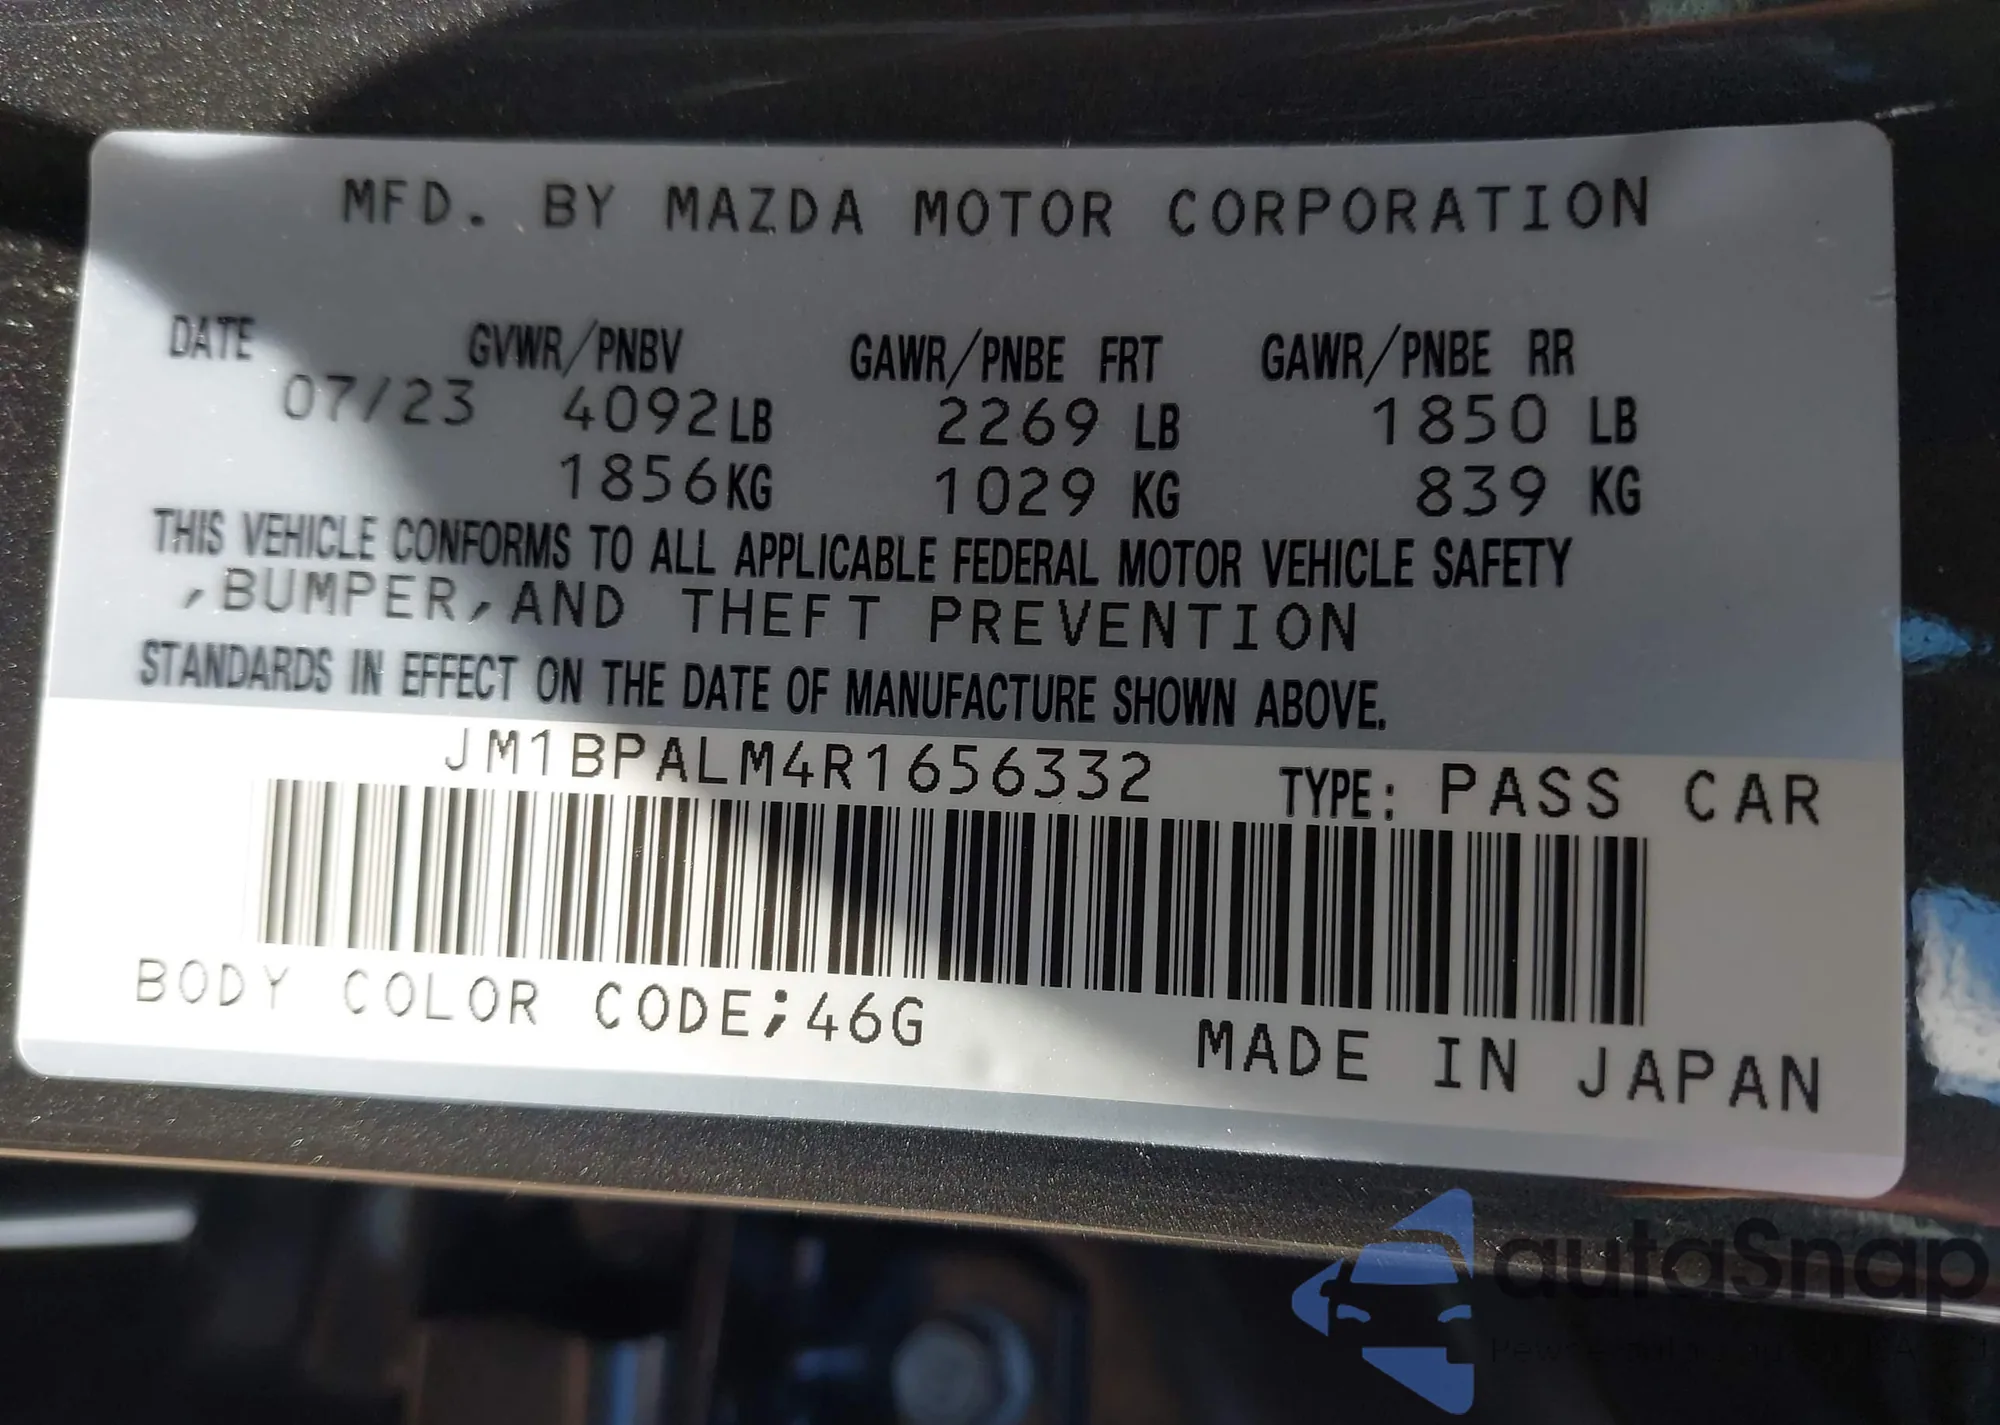 MFD. BY MAZDA MOTOR CORPORATION
DATE GVWR/PNBV GAWR/PNBE FRT GAWR/PNBE RR
07/23 4092LB 2269 LB 1850 LB
1856KG 1029 KG 839 KG
THIS VEHICLE CONFORMS TO ALL APPLICABLE FEDERAL MOTOR VEHICLE SAFETY
,BUMPER,AND THEFT PREVENTION
STANDARDS IN EFFECT ON THE DATE OF MANUFACTURE SHOWN ABOVE.
JM1BPALM4R1656332 TYPE: PASS CAR
BODY COLOR CODE;46G
MADE IN JAPAN
autaSnap